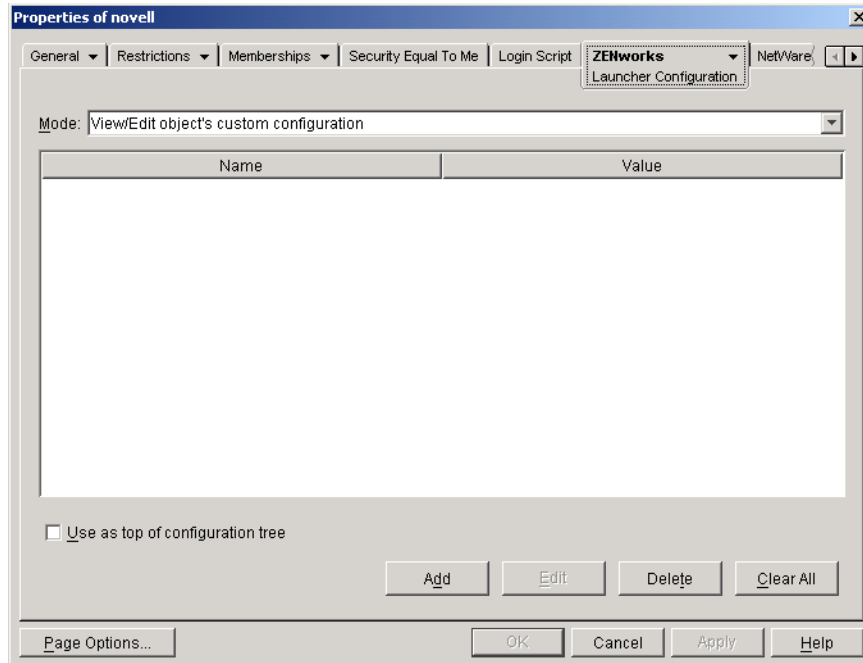 Properties of novell
General Restrictions Memberships Security Equal To Me Login Script ZENworks NetWare
Launcher Configuration
Mode: View/Edit object's custom configuration
Name Value
Use as top of configuration tree
Add Edit Delete Clear All
Page Options... OK Cancel Apply Help